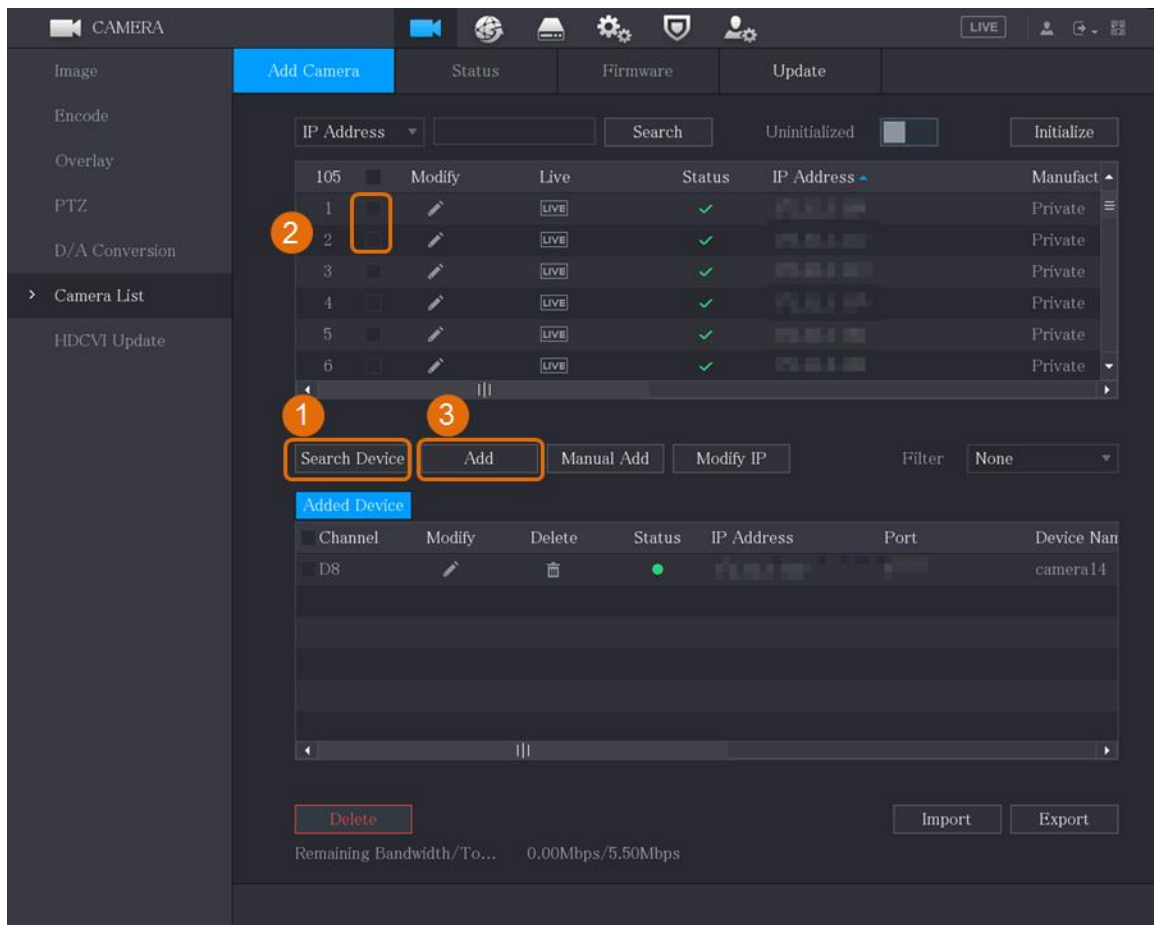 CAMERA LIVE
Image Add Camera Status Firmware Update
Encode
IP Address Search Uninitialized Initialize
Overlay
105 Modify Live Status IP Address Manufact
PTZ
1 LIVE Private
2
D/A Conversion
2 LIVE Private
3 LIVE Private
Camera List
4 LIVE Private
HDCVI Update
5 LIVE Private
6 LIVE Private
1 3
Search Device Add Manual Add Modify IP Filter None
Added Device
Channel Modify Delete Status IP Address Port Device Nam
D8 camera14
Delete Import Export
Remaining Bandwidth/To... 0.00Mbps/5.50Mbps